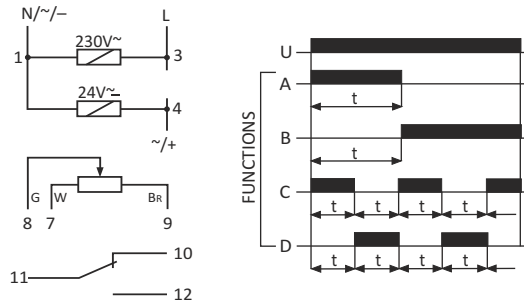 N/~/− L
230V~
1 3
24V~
4
~/+
G W BR
8 7 9
10
11
12
FUNCTIONS
U
A
t
B
t
C
t t t t
D
t t t t